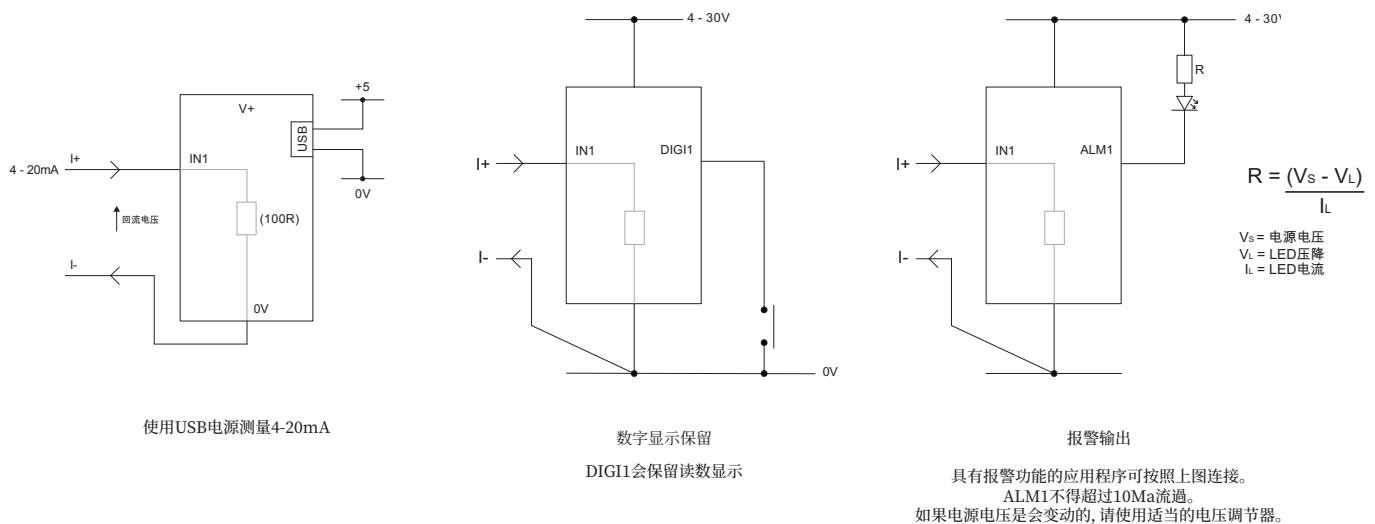 +5
V+
USB
4 - 20mA
I+
IN1
0V
回流电压
(100R)
I-
0V
使用USB电源测量4-20mA
4 - 30V
I+
IN1
DIGI1
I-
0V
数字显示保留
DIGI1会保留读数显示
4 - 30V
R
I+
IN1
ALM1
I-
R = (VS - VL)
IL
VS = 电源电压
VL = LED压降
IL = LED电流
报警输出
具有报警功能的应用程序可按照上图连接。
ALM1不得超过10Ma流過。
如果电源电压是会变动的, 请使用适当的电压调节器。